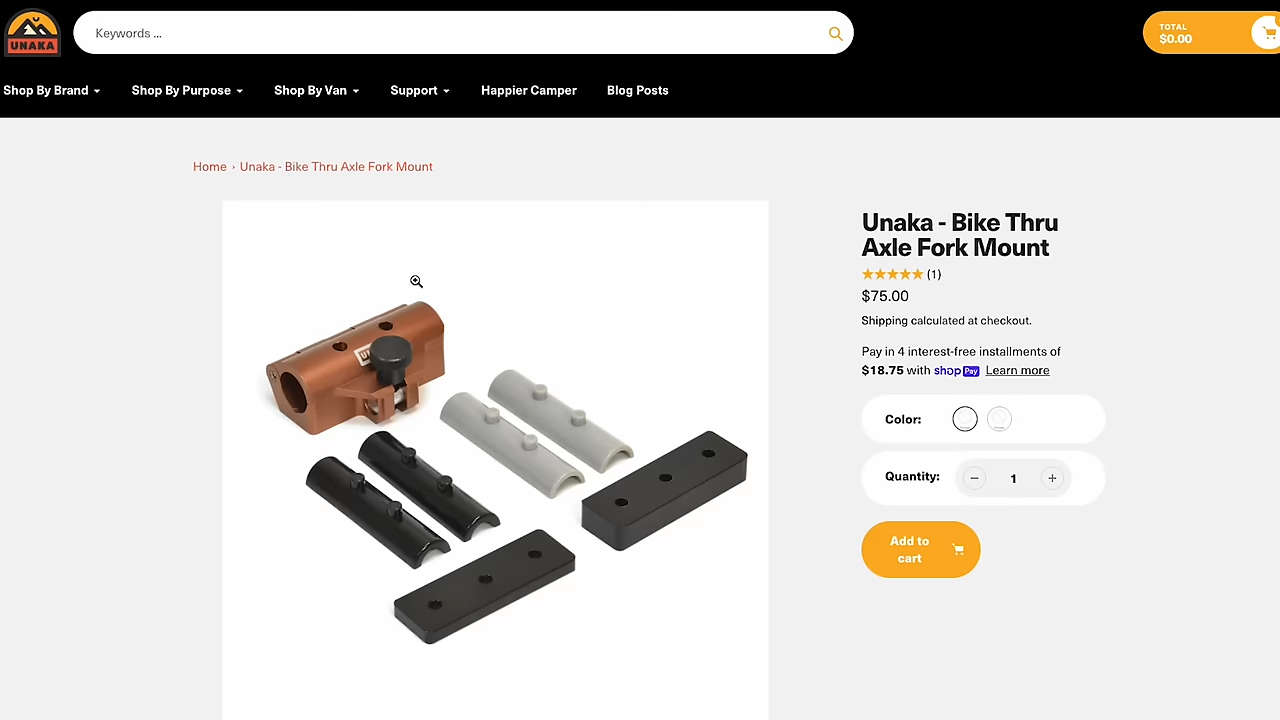 UNAKA
Keywords ...
TOTAL
$0.00
Shop By Brand
Shop By Purpose
Shop By Van
Support
Happier Camper
Blog Posts
Home › Unaka - Bike Thru Axle Fork Mount
Unaka - Bike Thru
Axle Fork Mount
(1)
$75.00
Shipping calculated at checkout.
Pay in 4 interest-free installments of
$18.75 with shop Pay Learn more
Color:
Quantity:
− 1 +
Add to
cart